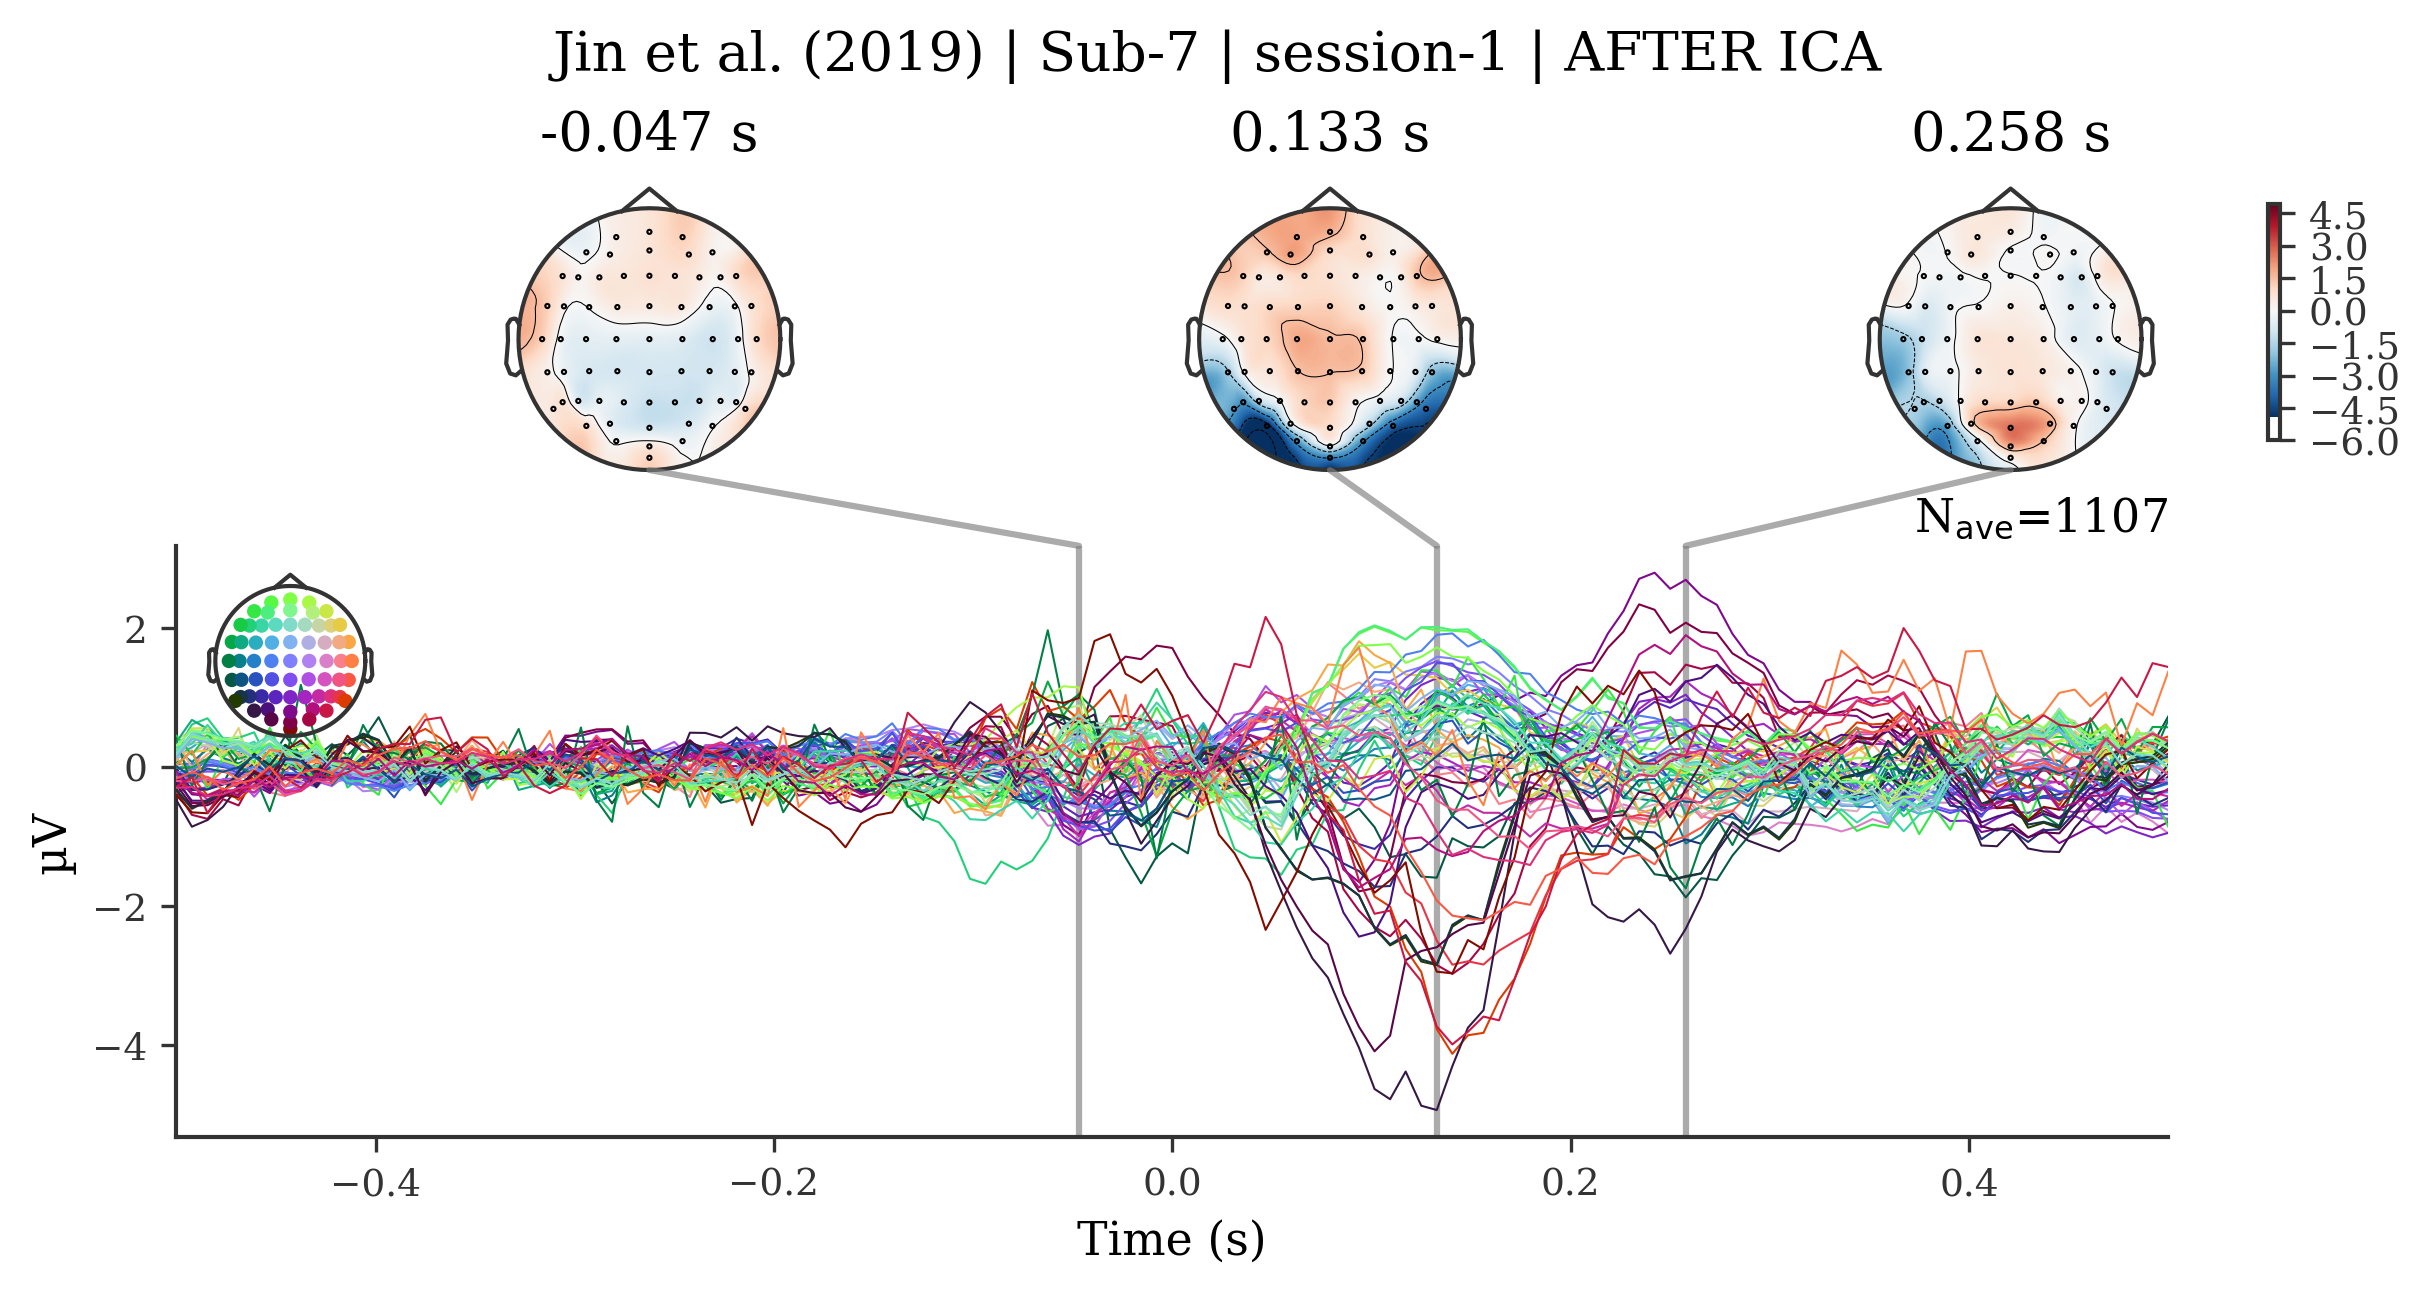 Jin et al. (2019) | Sub-7 | session-1 | AFTER ICA
-0.047 s
0.133 s
0.258 s
4.5
3.0
1.5
0.0
−1.5
−3.0
−4.5
−6.0
Nave=1107
2
0
−2
−4
µV
−0.4
−0.2
0.0
0.2
0.4
Time (s)